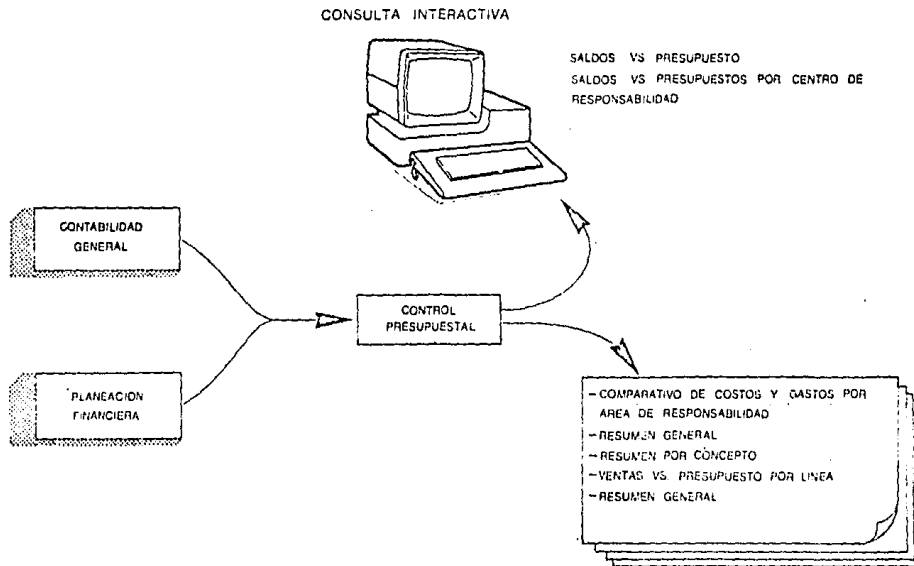 CONSULTA INTERACTIVA
SALDOS VS PRESUPUESTO
SALDOS VS PRESUPUESTOS POR CENTRO DE
RESPONSABILIDAD
CONTABILIDAD
GENERAL
CONTROL
PRESUPUESTAL
PLANEACION
FINANCIERA
-COMPARATIVO DE COSTOS Y GASTOS POR
AREA DE RESPONSABILIDAD
-RESUMEN GENERAL
-RESUMEN POR CONCEPTO
-VENTAS VS. PRESUPUESTO POR LINEA
-RESUMEN GENERAL